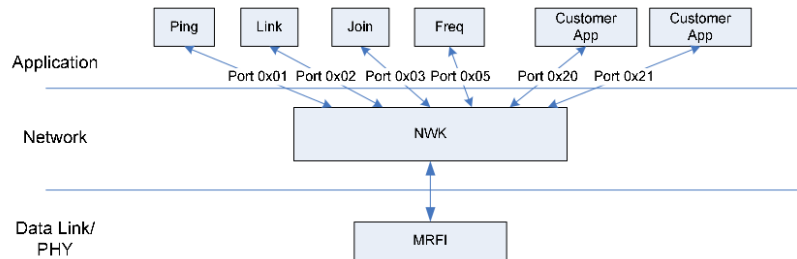 Ping
Link
Join
Freq
Customer
App
Customer
App
Application
Port 0x01
Port 0x02
Port 0x03
Port 0x05
Port 0x20
Port 0x21
Network
NWK
Data Link/
PHY
MRFI